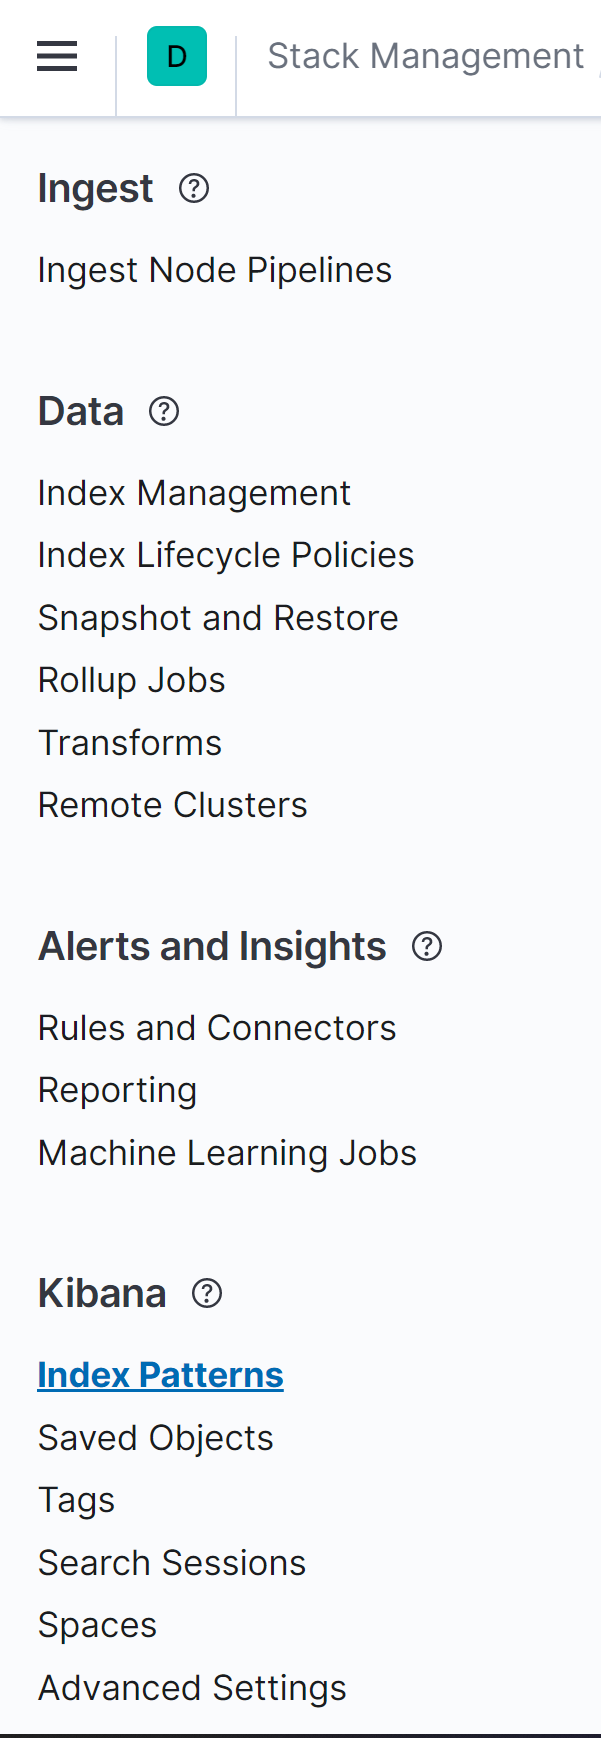 D
Stack Management
Ingest
Ingest Node Pipelines
Data
Index Management
Index Lifecycle Policies
Snapshot and Restore
Rollup Jobs
Transforms
Remote Clusters
Alerts and Insights
Rules and Connectors
Reporting
Machine Learning Jobs
Kibana
Index Patterns
Saved Objects
Tags
Search Sessions
Spaces
Advanced Settings